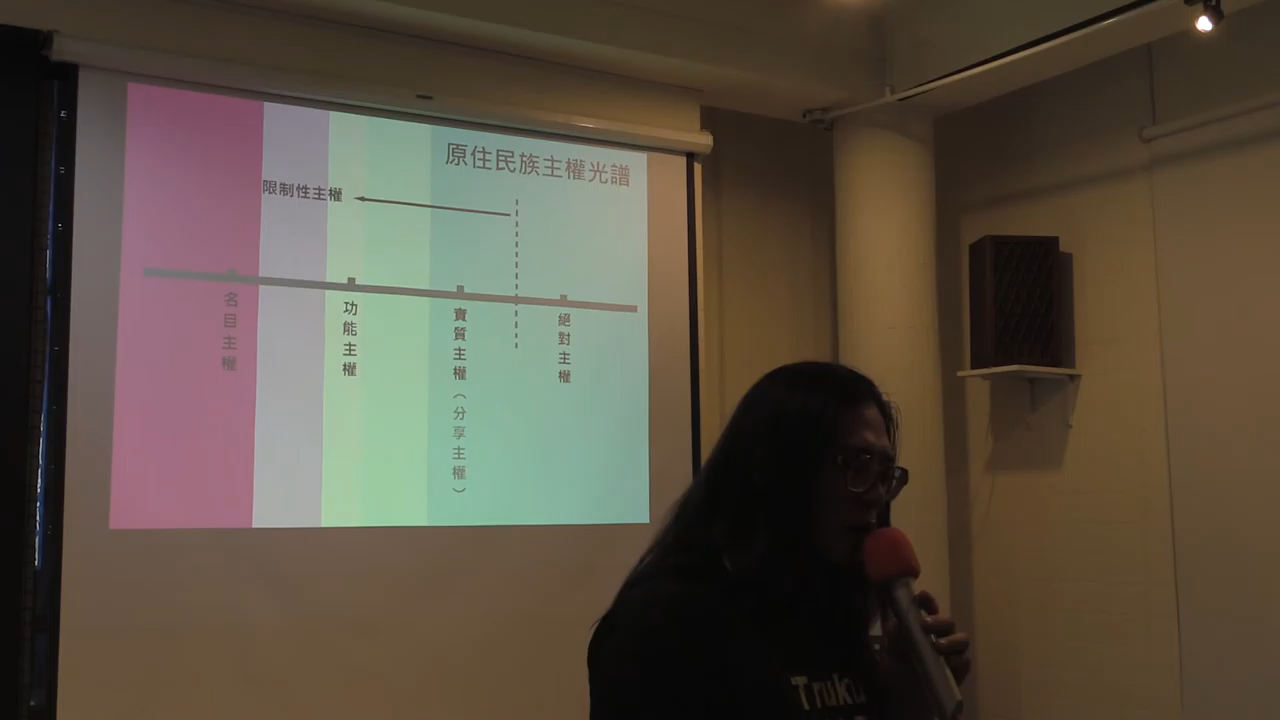 原住民族主權光譜
限制性主權
名目主權
功能主權
實質主權（分享主權）
絕對主權